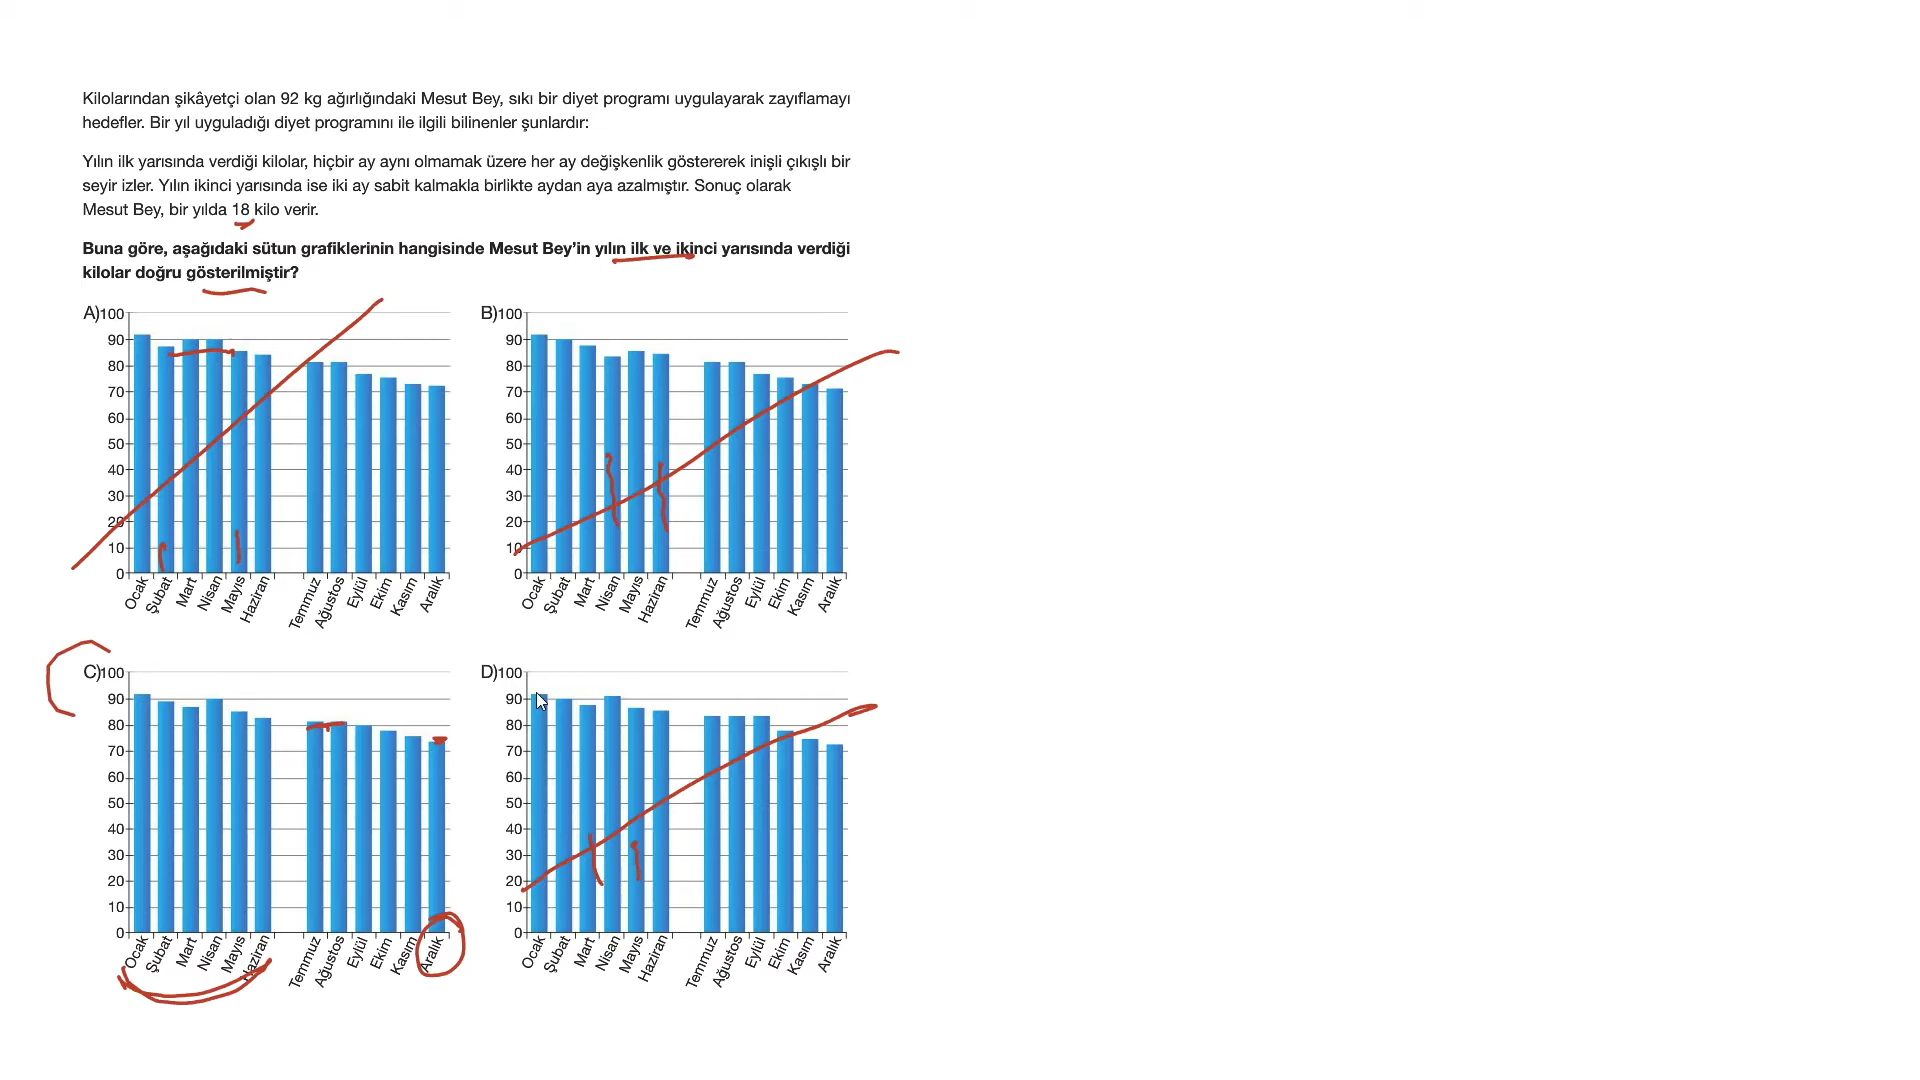 Kilolarından şikâyetçi olan 92 kg ağırlığındaki Mesut Bey, sıkı bir diyet programı uygulayarak zayıflamayı
hedefler. Bir yıl uyguladığı diyet programını ile ilgili bilinenler şunlardır:
Yılın ilk yarısında verdiği kilolar, hiçbir ay aynı olmamak üzere her ay değişkenlik göstererek inişli çıkışlı bir
seyir izler. Yılın ikinci yarısında ise iki ay sabit kalmakla birlikte aydan aya azalmıştır. Sonuç olarak
Mesut Bey, bir yılda 18 kilo verir.
Buna göre, aşağıdaki sütun grafiklerinin hangisinde Mesut Bey’in yılın ilk ve ikinci yarısında verdiği
kilolar doğru gösterilmiştir?
A)
100
90
80
70
60
50
40
30
20
10
0
Ocak
Şubat
Mart
Nisan
Mayıs
Haziran
Temmuz
Ağustos
Eylül
Ekim
Kasım
Aralık
B)
100
90
80
70
60
50
40
30
20
10
0
Ocak
Şubat
Mart
Nisan
Mayıs
Haziran
Temmuz
Ağustos
Eylül
Ekim
Kasım
Aralık
C)
100
90
80
70
60
50
40
30
20
10
0
Ocak
Şubat
Mart
Nisan
Mayıs
Haziran
Temmuz
Ağustos
Eylül
Ekim
Kasım
Aralık
D)
100
90
80
70
60
50
40
30
20
10
0
Ocak
Şubat
Mart
Nisan
Mayıs
Haziran
Temmuz
Ağustos
Eylül
Ekim
Kasım
Aralık